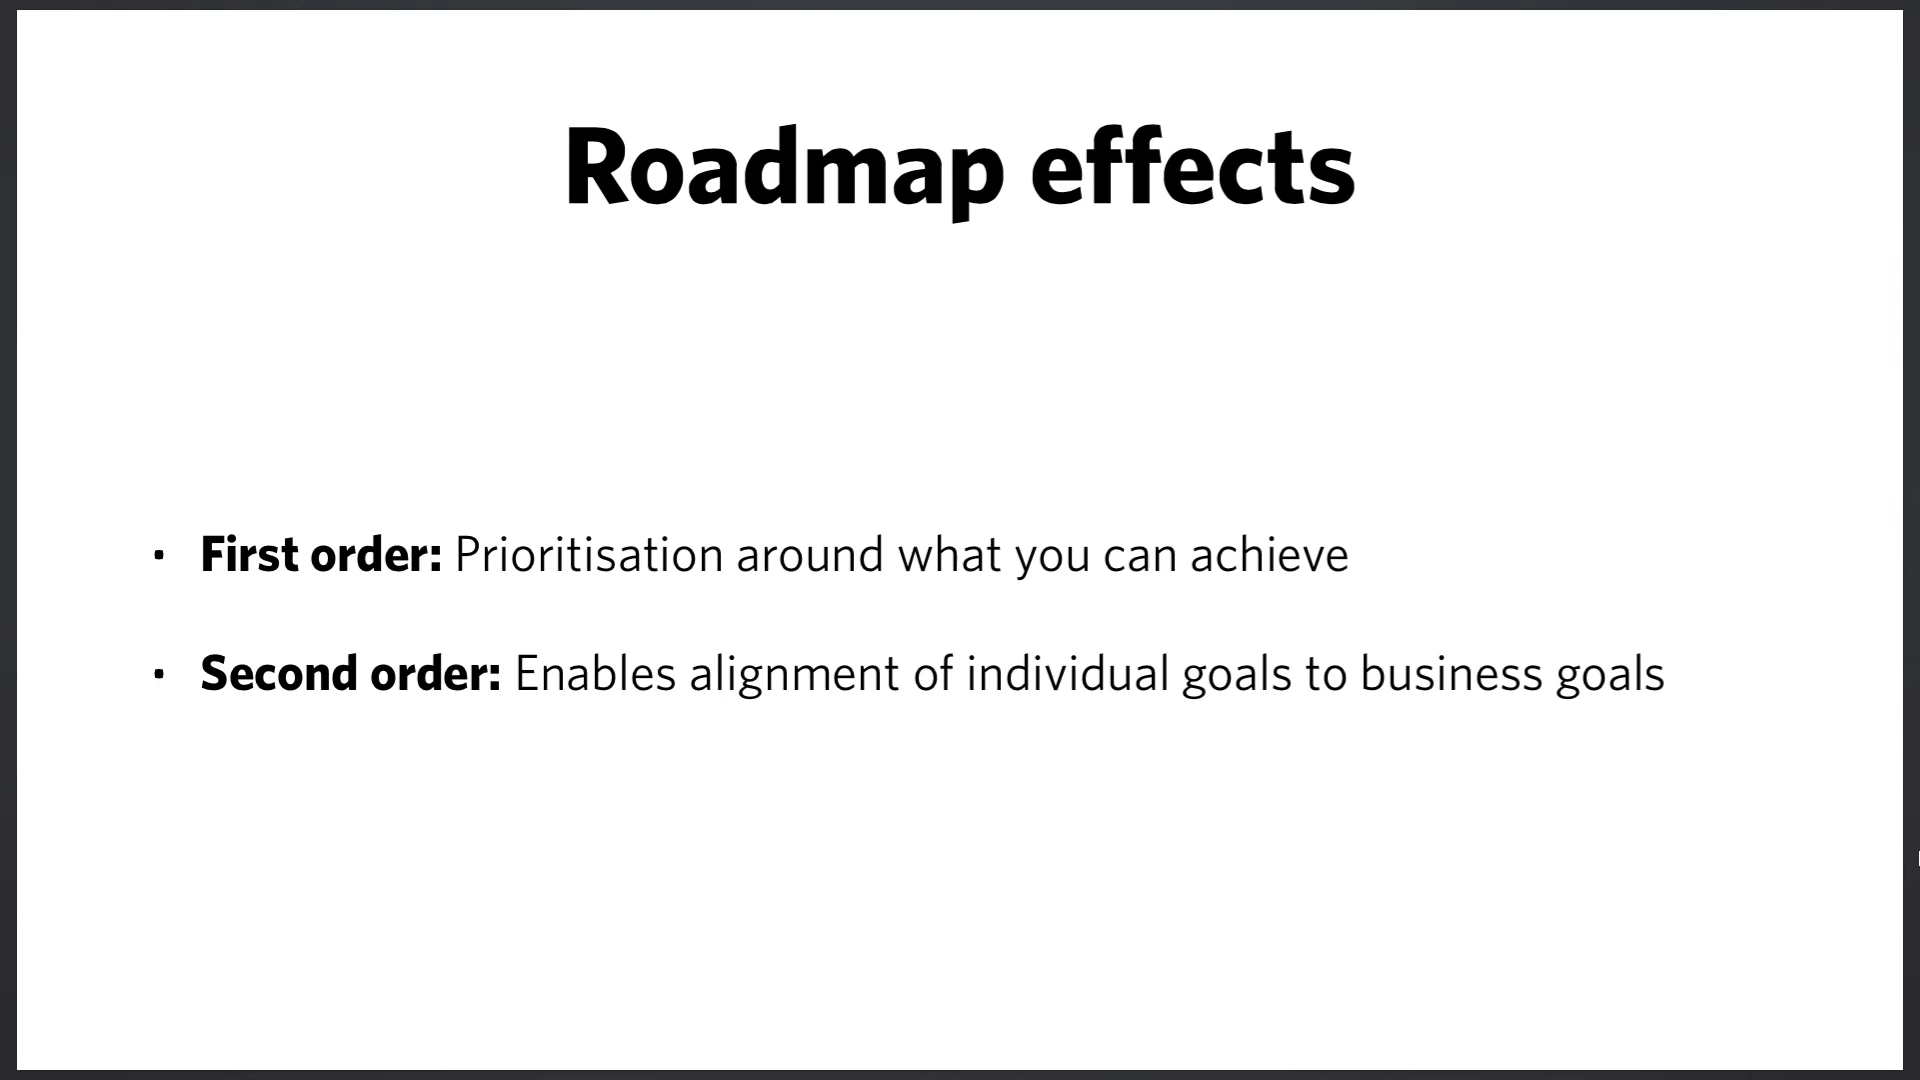 Roadmap effects
· First order: Prioritisation around what you can achieve
· Second order: Enables alignment of individual goals to business goals